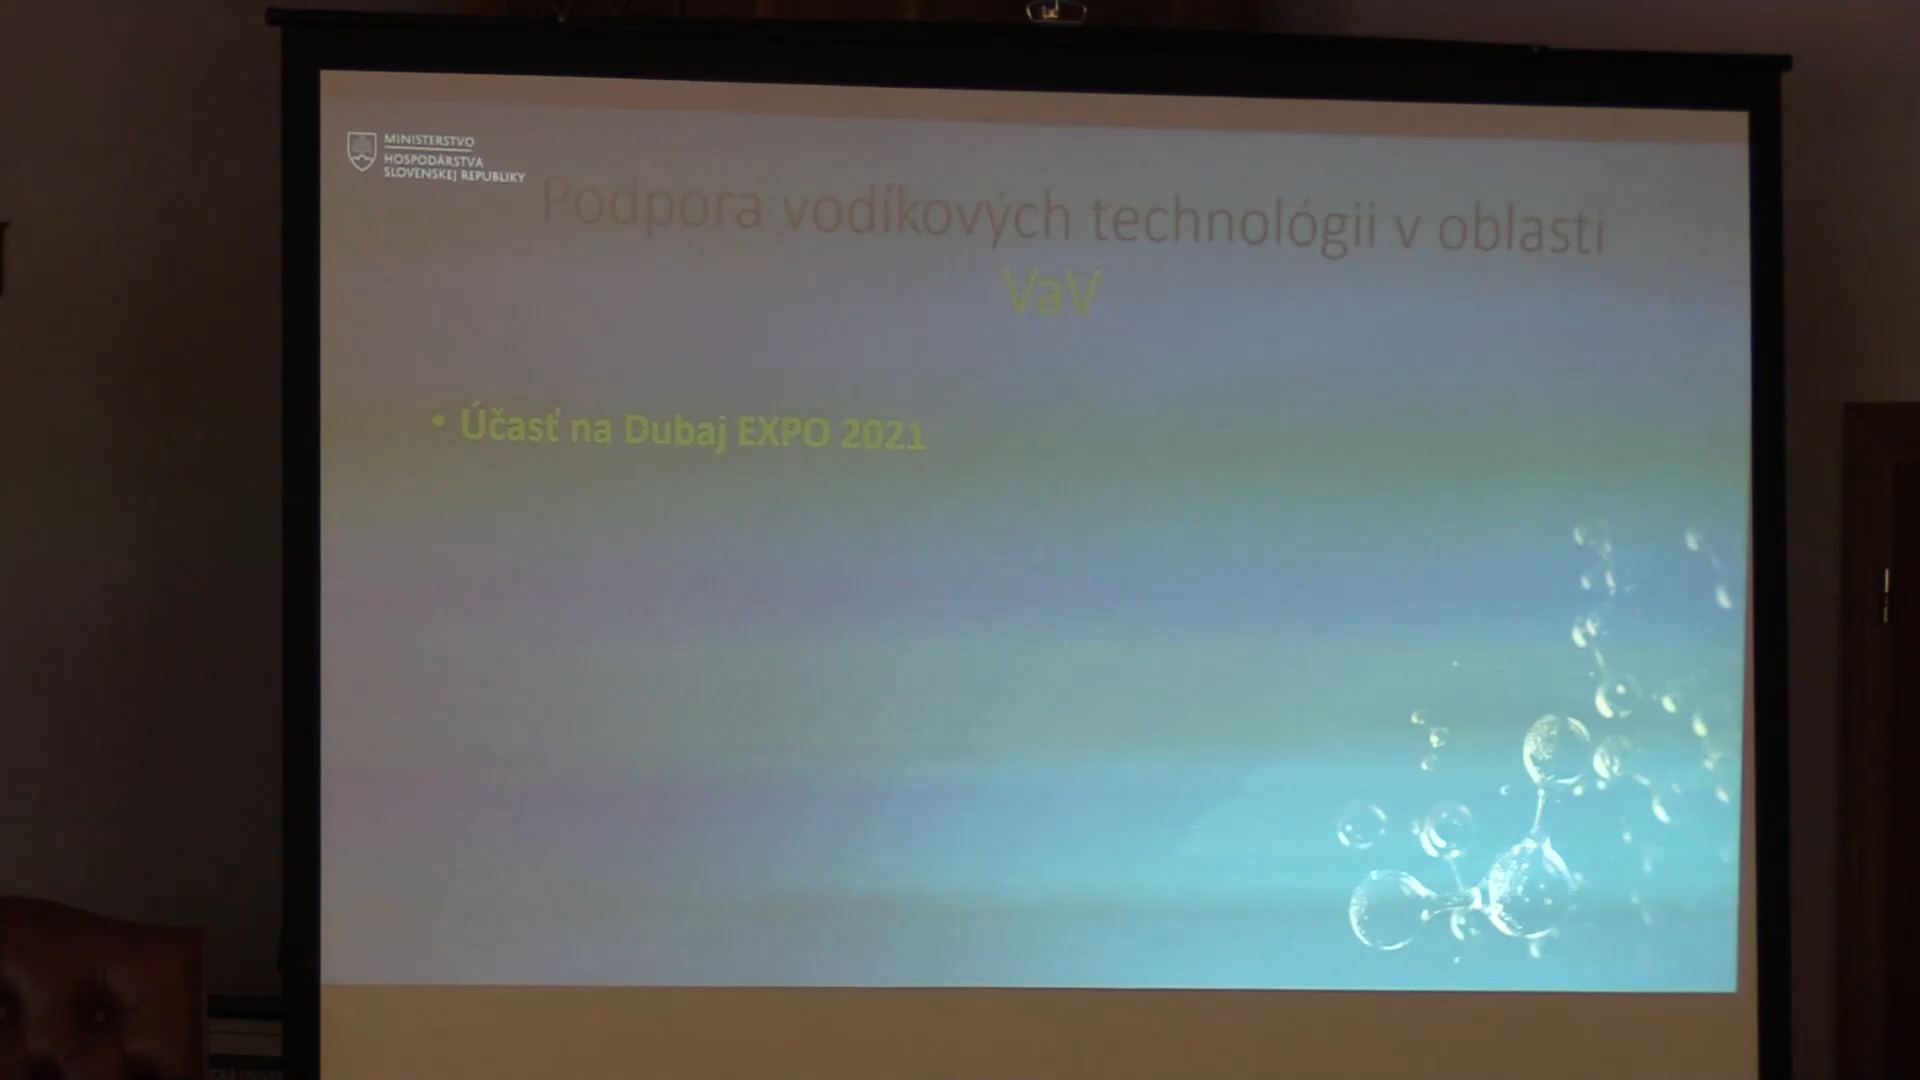 MINISTERSTVO
HOSPODÁRSTVA
SLOVENSKEJ REPUBLIKY
Podpora vodíkových technológii v oblasti
VaV
• Účasť na Dubaj EXPO 2021